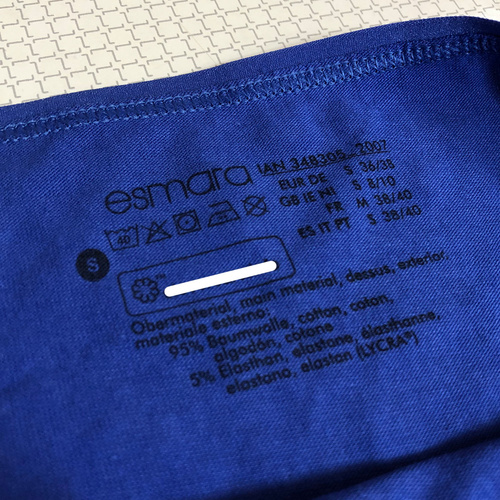 esmara
IAN 348305_2007
EUR DE S 36/38
GB IE NI S 8/10
FR M 38/40
ES IT PT S 38/40
40
S
Obermaterial, main material, dessus, exterior,
materiale esterno:
95% Baumwolle, cotton, coton,
algodón, cotone
5% Elasthan, elastane, élasthanne,
elastano, elastan (LYCRA®)